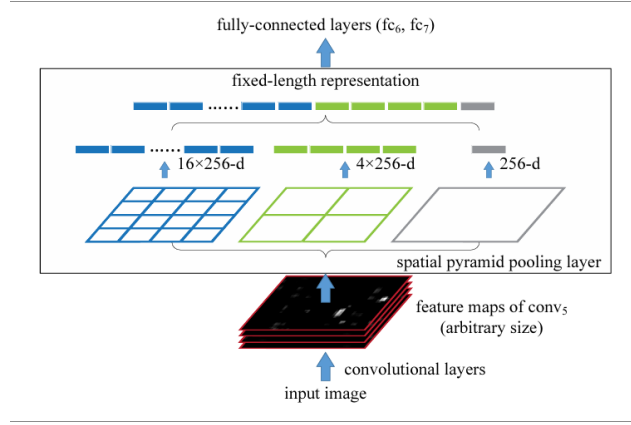 fully-connected layers (fc₆, fc₇)
fixed-length representation
......
......
16×256-d
4×256-d
256-d
spatial pyramid pooling layer
feature maps of conv₅
(arbitrary size)
convolutional layers
input image